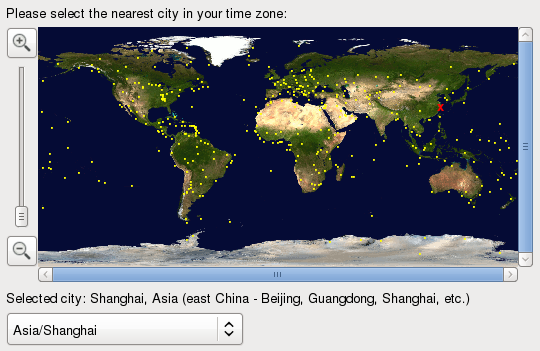 Please select the nearest city in your time zone:
Selected city: Shanghai, Asia (east China - Beijing, Guangdong, Shanghai, etc.)
Asia/Shanghai